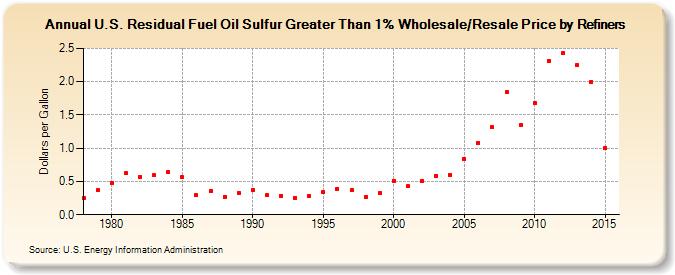 Annual U.S. Residual Fuel Oil Sulfur Greater Than 1% Wholesale/Resale Price by Refiners
Dollars per Gallon
2.5
2.0
1.5
1.0
0.5
0.0
1980 1985 1990 1995 2000 2005 2010 2015
Source: U.S. Energy Information Administration